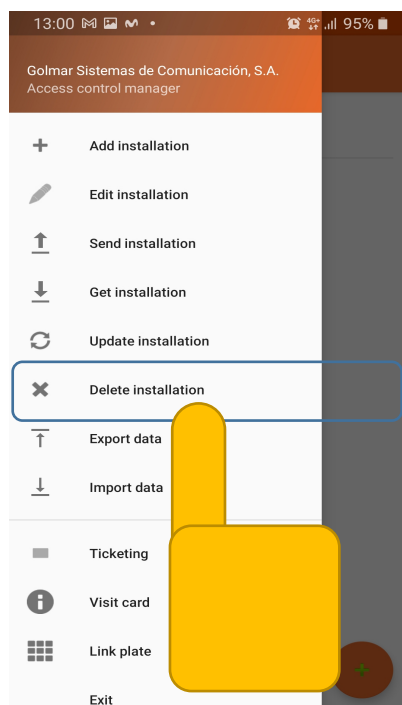 13:00 4G+ 95%
Golmar Sistemas de Comunicación, S.A.
Access control manager
Add installation
Edit installation
Send installation
Get installation
Update installation
Delete installation
Export data
Import data
Ticketing
Visit card
Link plate
Exit